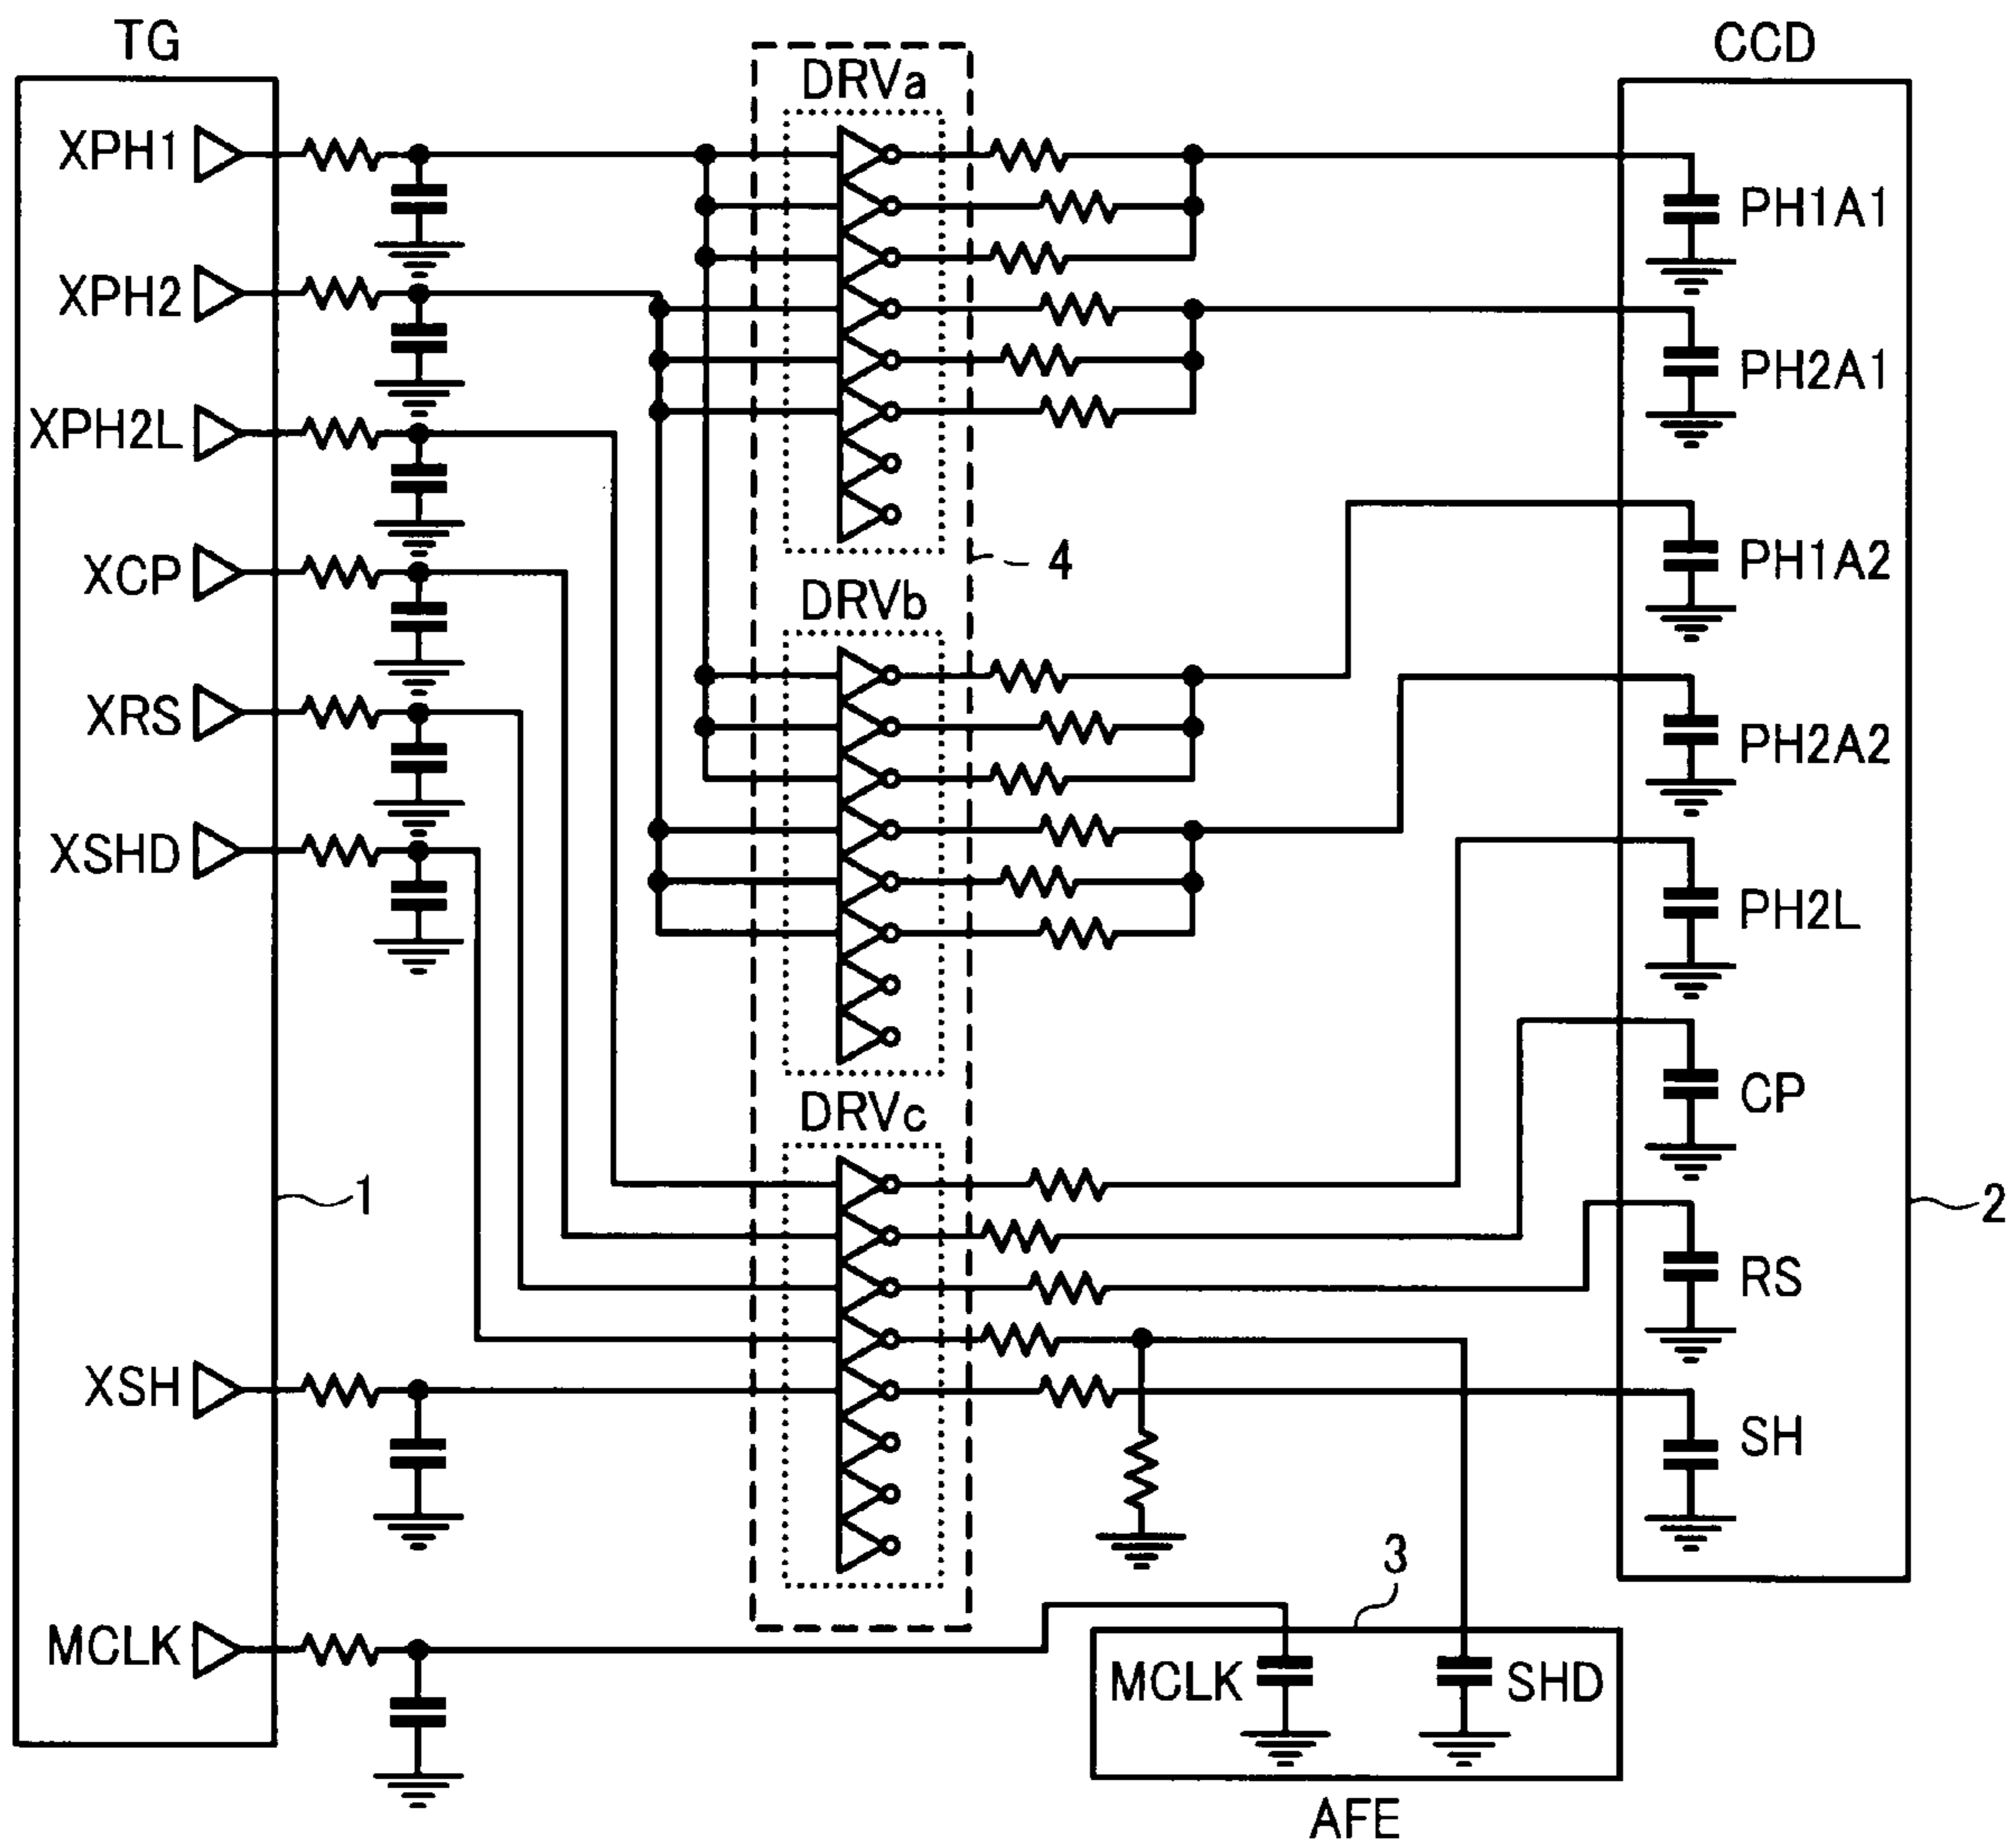 TG
XPH1
XPH2
XPH2L
XCP
XRS
XSHD
XSH
MCLK
1
DRVa
DRVb
DRVc
4
CCD
PH1A1
PH2A1
PH1A2
PH2A2
PH2L
CP
RS
SH
2
3
MCLK
SHD
AFE